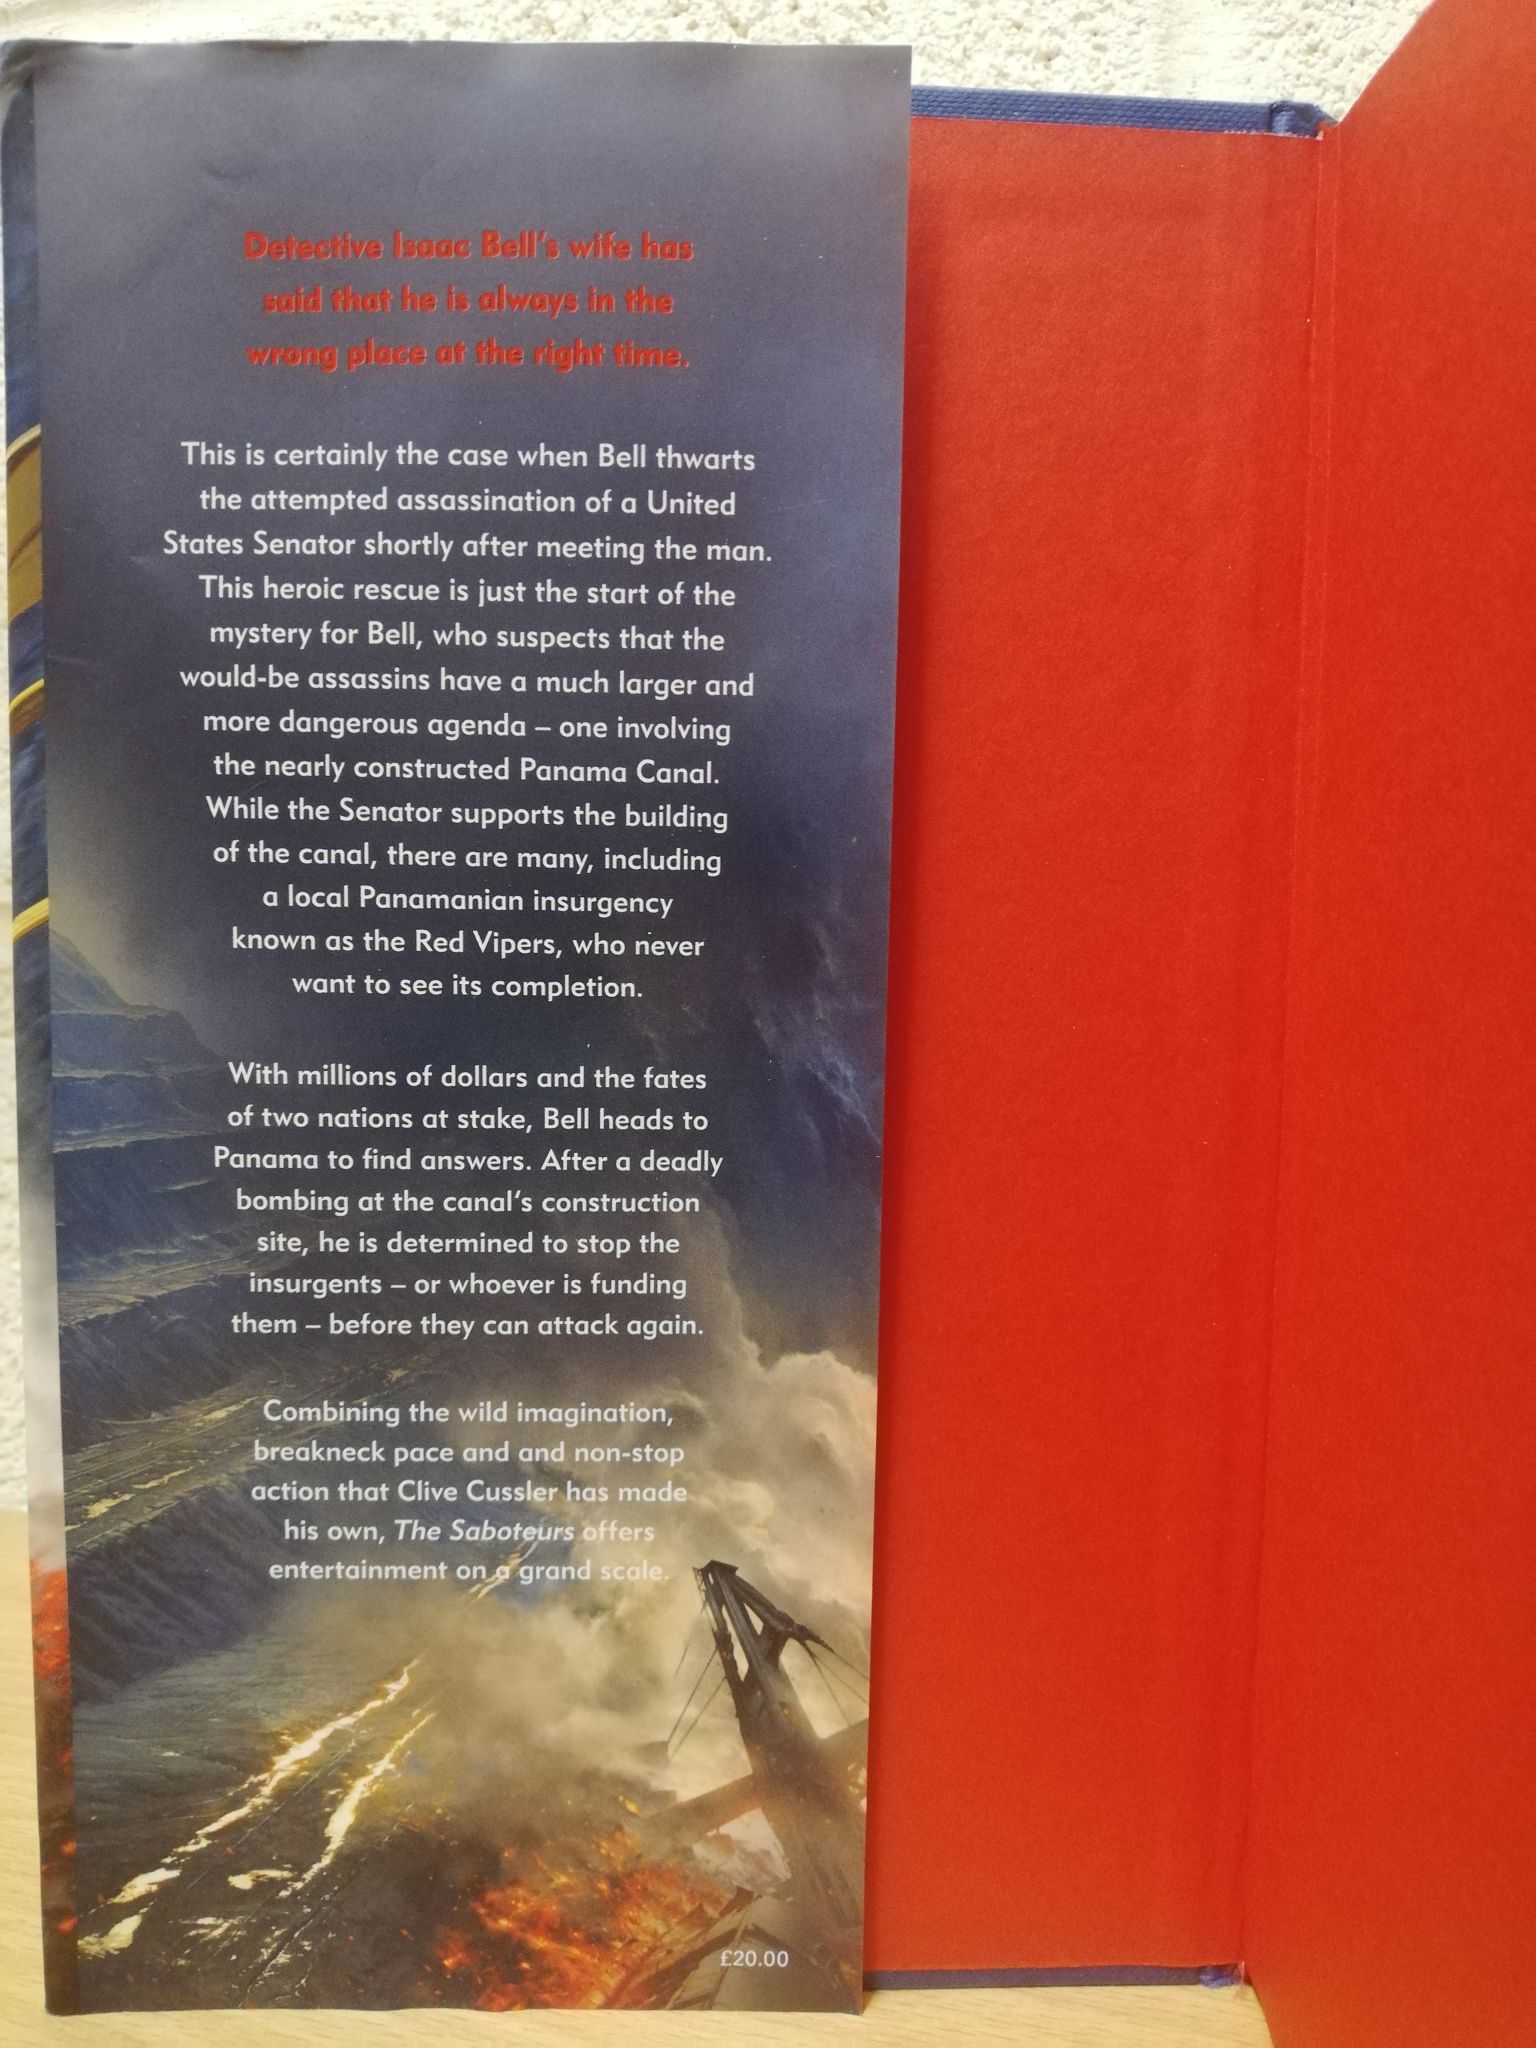 Detective Isaac Bell's wife has
said that he is always in the
wrong place at the right time.
This is certainly the case when Bell thwarts
the attempted assassination of a United
States Senator shortly after meeting the man.
This heroic rescue is just the start of the
mystery for Bell, who suspects that the
would-be assassins have a much larger and
more dangerous agenda – one involving
the nearly constructed Panama Canal.
While the Senator supports the building
of the canal, there are many, including
a local Panamanian insurgency
known as the Red Vipers, who never
want to see its completion.
With millions of dollars and the fates
of two nations at stake, Bell heads to
Panama to find answers. After a deadly
bombing at the canal's construction
site, he is determined to stop the
insurgents – or whoever is funding
them – before they can attack again.
Combining the wild imagination,
breakneck pace and and non-stop
action that Clive Cussler has made
his own, The Saboteurs offers
entertainment on a grand scale.
£20.00